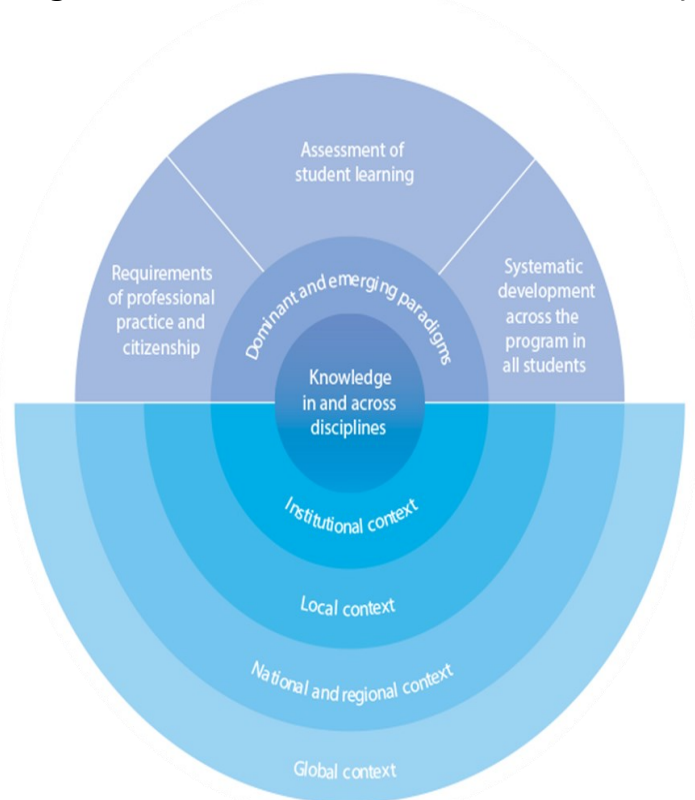 Assessment of
student learning
Requirements
of professional
practice and
citizenship
Dominant and emerging paradigms
Systematic
development
across the
program in
all students
Knowledge
in and across
disciplines
Institutional context
Local context
National and regional context
Global context